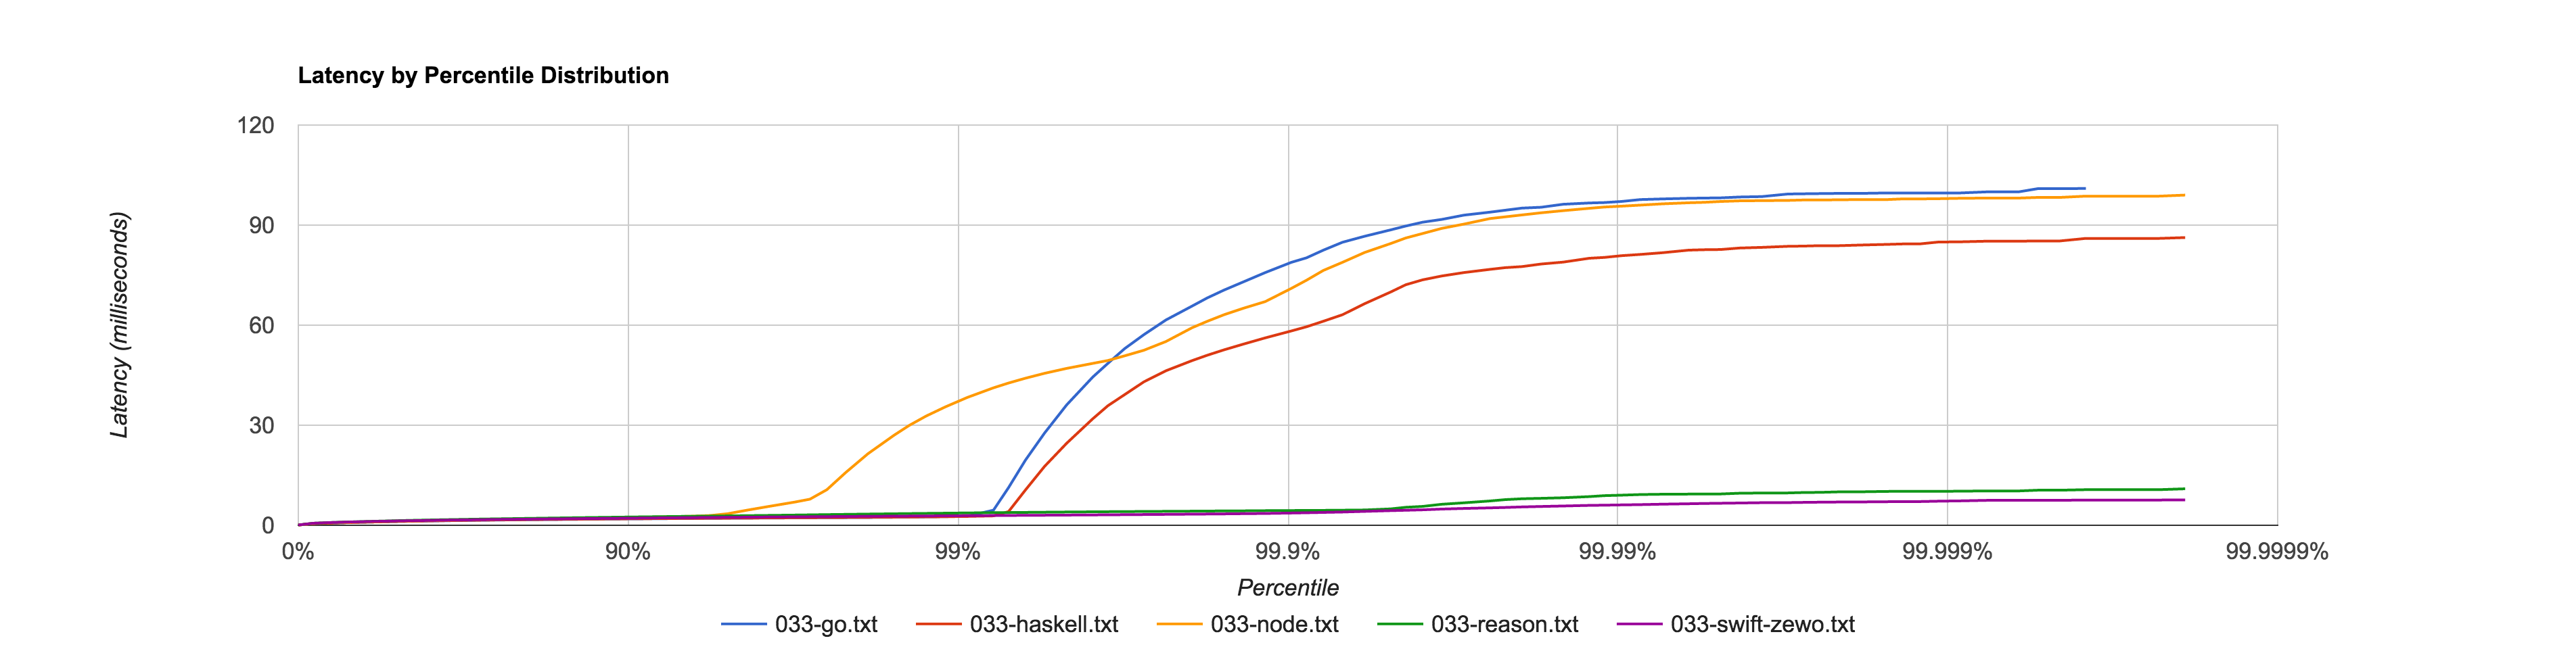 Latency by Percentile Distribution
120
90
60
30
0
Latency (milliseconds)
0% 90% 99% 99.9% 99.99% 99.999% 99.9999%
Percentile
033-go.txt 033-haskell.txt 033-node.txt 033-reason.txt 033-swift-zewo.txt